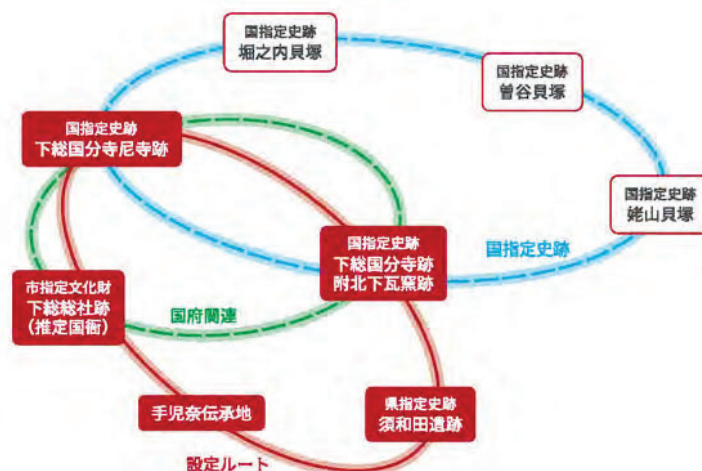 国指定史跡
堀之内貝塚
国指定史跡
曽谷貝塚
国指定史跡
下総国分寺尼寺跡
国指定史跡
姥山貝塚
国指定史跡
下総国分寺跡
附北下瓦窯跡
国指定史跡
市指定文化財
下総総社跡
（推定国衙）
国府関連
手児奈伝承地
県指定史跡
須和田遺跡
設定ルート